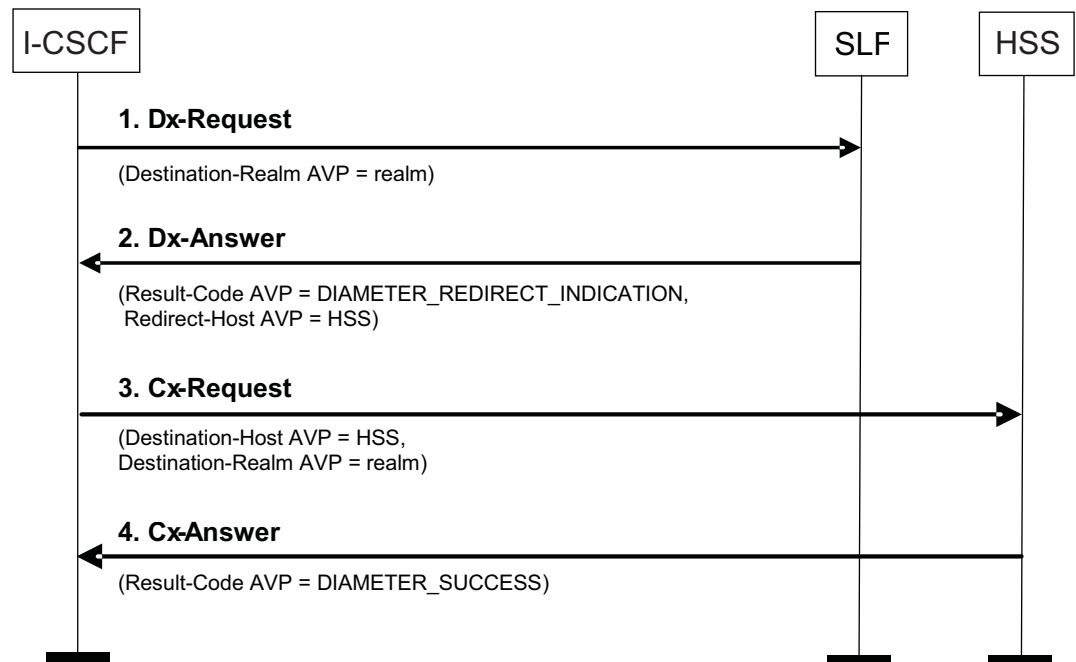 I-CSCF
SLF
HSS
1. Dx-Request
(Destination-Realm AVP = realm)
2. Dx-Answer
(Result-Code AVP = DIAMETER_REDIRECT_INDICATION,
Redirect-Host AVP = HSS)
3. Cx-Request
(Destination-Host AVP = HSS,
Destination-Realm AVP = realm)
4. Cx-Answer
(Result-Code AVP = DIAMETER_SUCCESS)